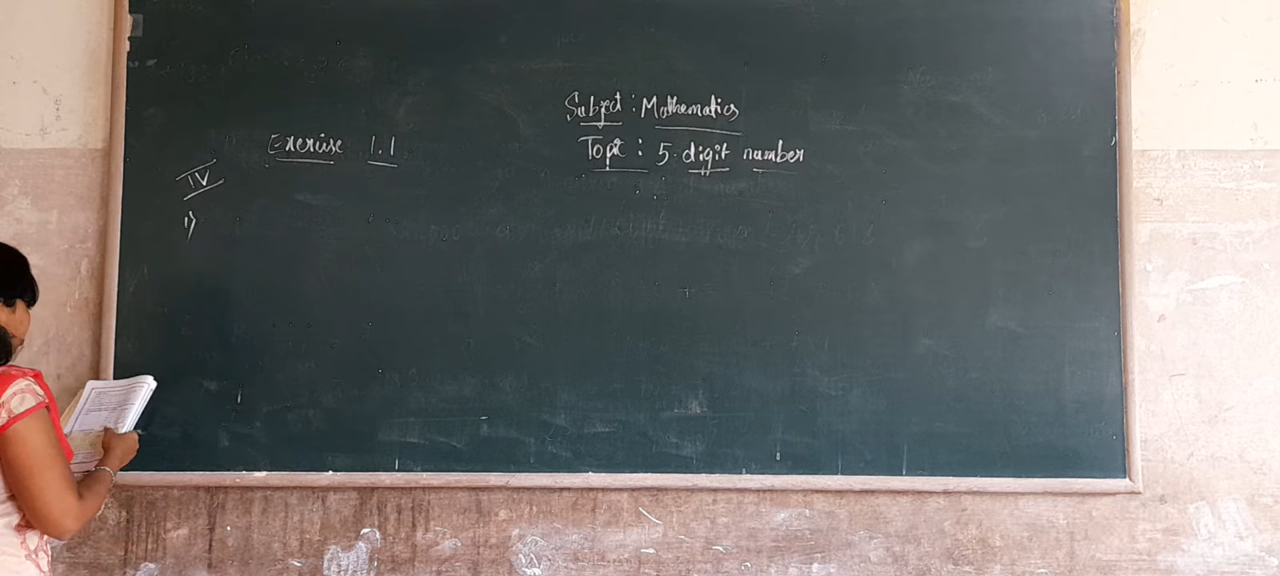 Subject : Mathematics
Exercise 1.1
Topic : 5-digit number
IV
1)